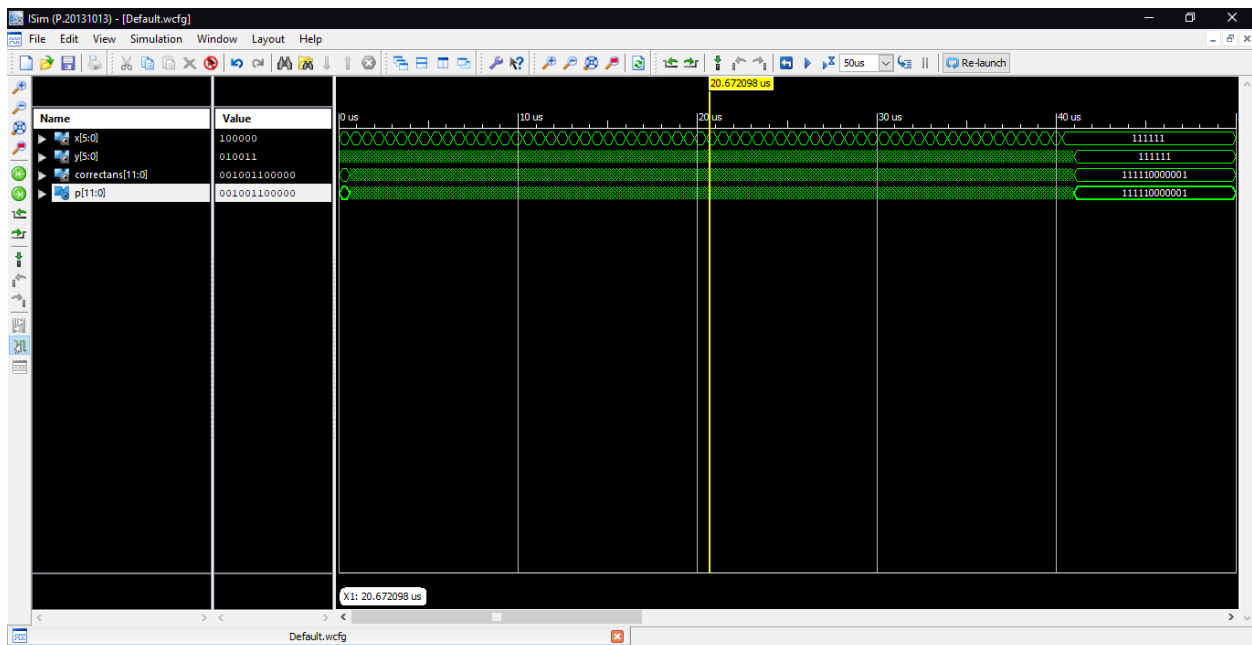 ISim (P.20131013) - [Default.wcfg]
File Edit View Simulation Window Layout Help
50us Re-launch
20.672098 us
Name Value 0 us 10 us 20 us 30 us 40 us
x[5:0] 100000 111111
y[5:0] 010011 111111
correctans[11:0] 001001100000 111110000001
p[11:0] 001001100000 111110000001
X1: 20.672098 us
Default.wcfg